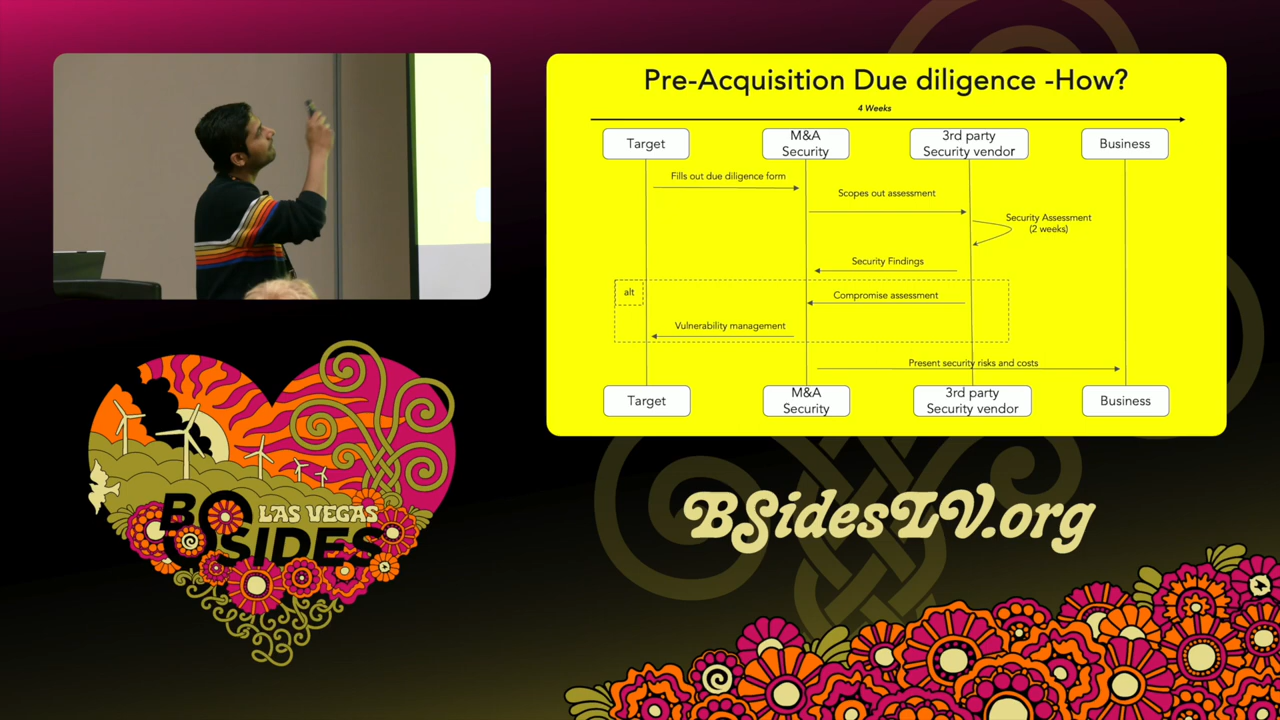 Pre-Acquisition Due diligence -How?
4 Weeks
Target
M&A
Security
3rd party
Security vendor
Business
Fills out due diligence form
Scopes out assessment
Security Assessment
(2 weeks)
Security Findings
alt
Compromise assessment
Vulnerability management
Present security risks and costs
Target
M&A
Security
3rd party
Security vendor
Business
LAS VEGAS
BSIDES
BSidesLV.org